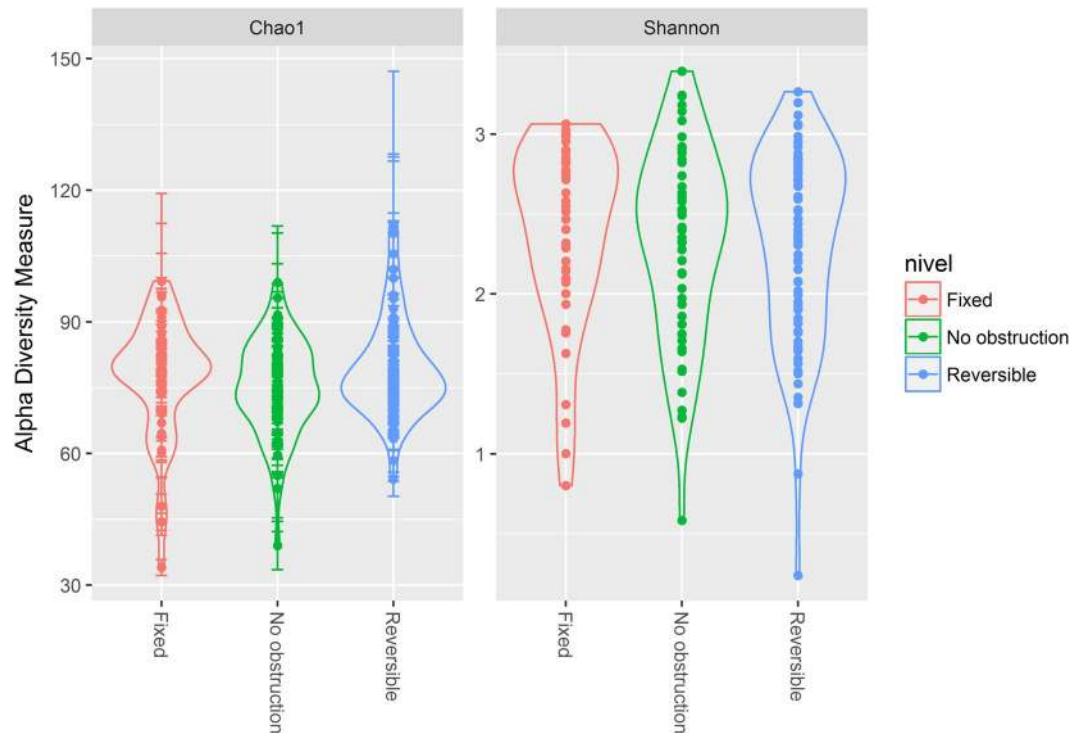 Chao1
Shannon
Alpha Diversity Measure
150
120
90
60
30
3
2
1
Fixed
No obstruction
Reversible
Fixed
No obstruction
Reversible
nivel
Fixed
No obstruction
Reversible